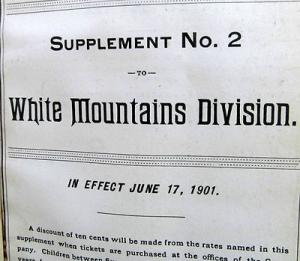 SUPPLEMENT NO. 2
TO
White Mountains Division.
IN EFFECT JUNE 17, 1901.
A discount of ten cents will be made from the rates named in this
supplement when tickets are purchased at the offices of the
pany. Children between
years